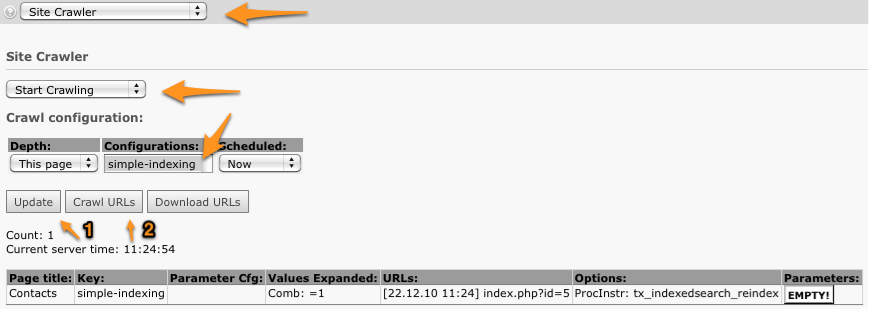 Site Crawler
Site Crawler
Start Crawling
Crawl configuration:
Depth: Configurations: Scheduled:
This page simple-indexing Now
Update Crawl URLs Download URLs
1 2
Count: 1
Current server time: 11:24:54
Page title: Key: Parameter Cfg: Values Expanded: URLs: Options: Parameters:
Contacts simple-indexing Comb: =1 [22.12.10 11:24] index.php?id=5 ProcInstr: tx_indexedsearch_reindex EMPTY!